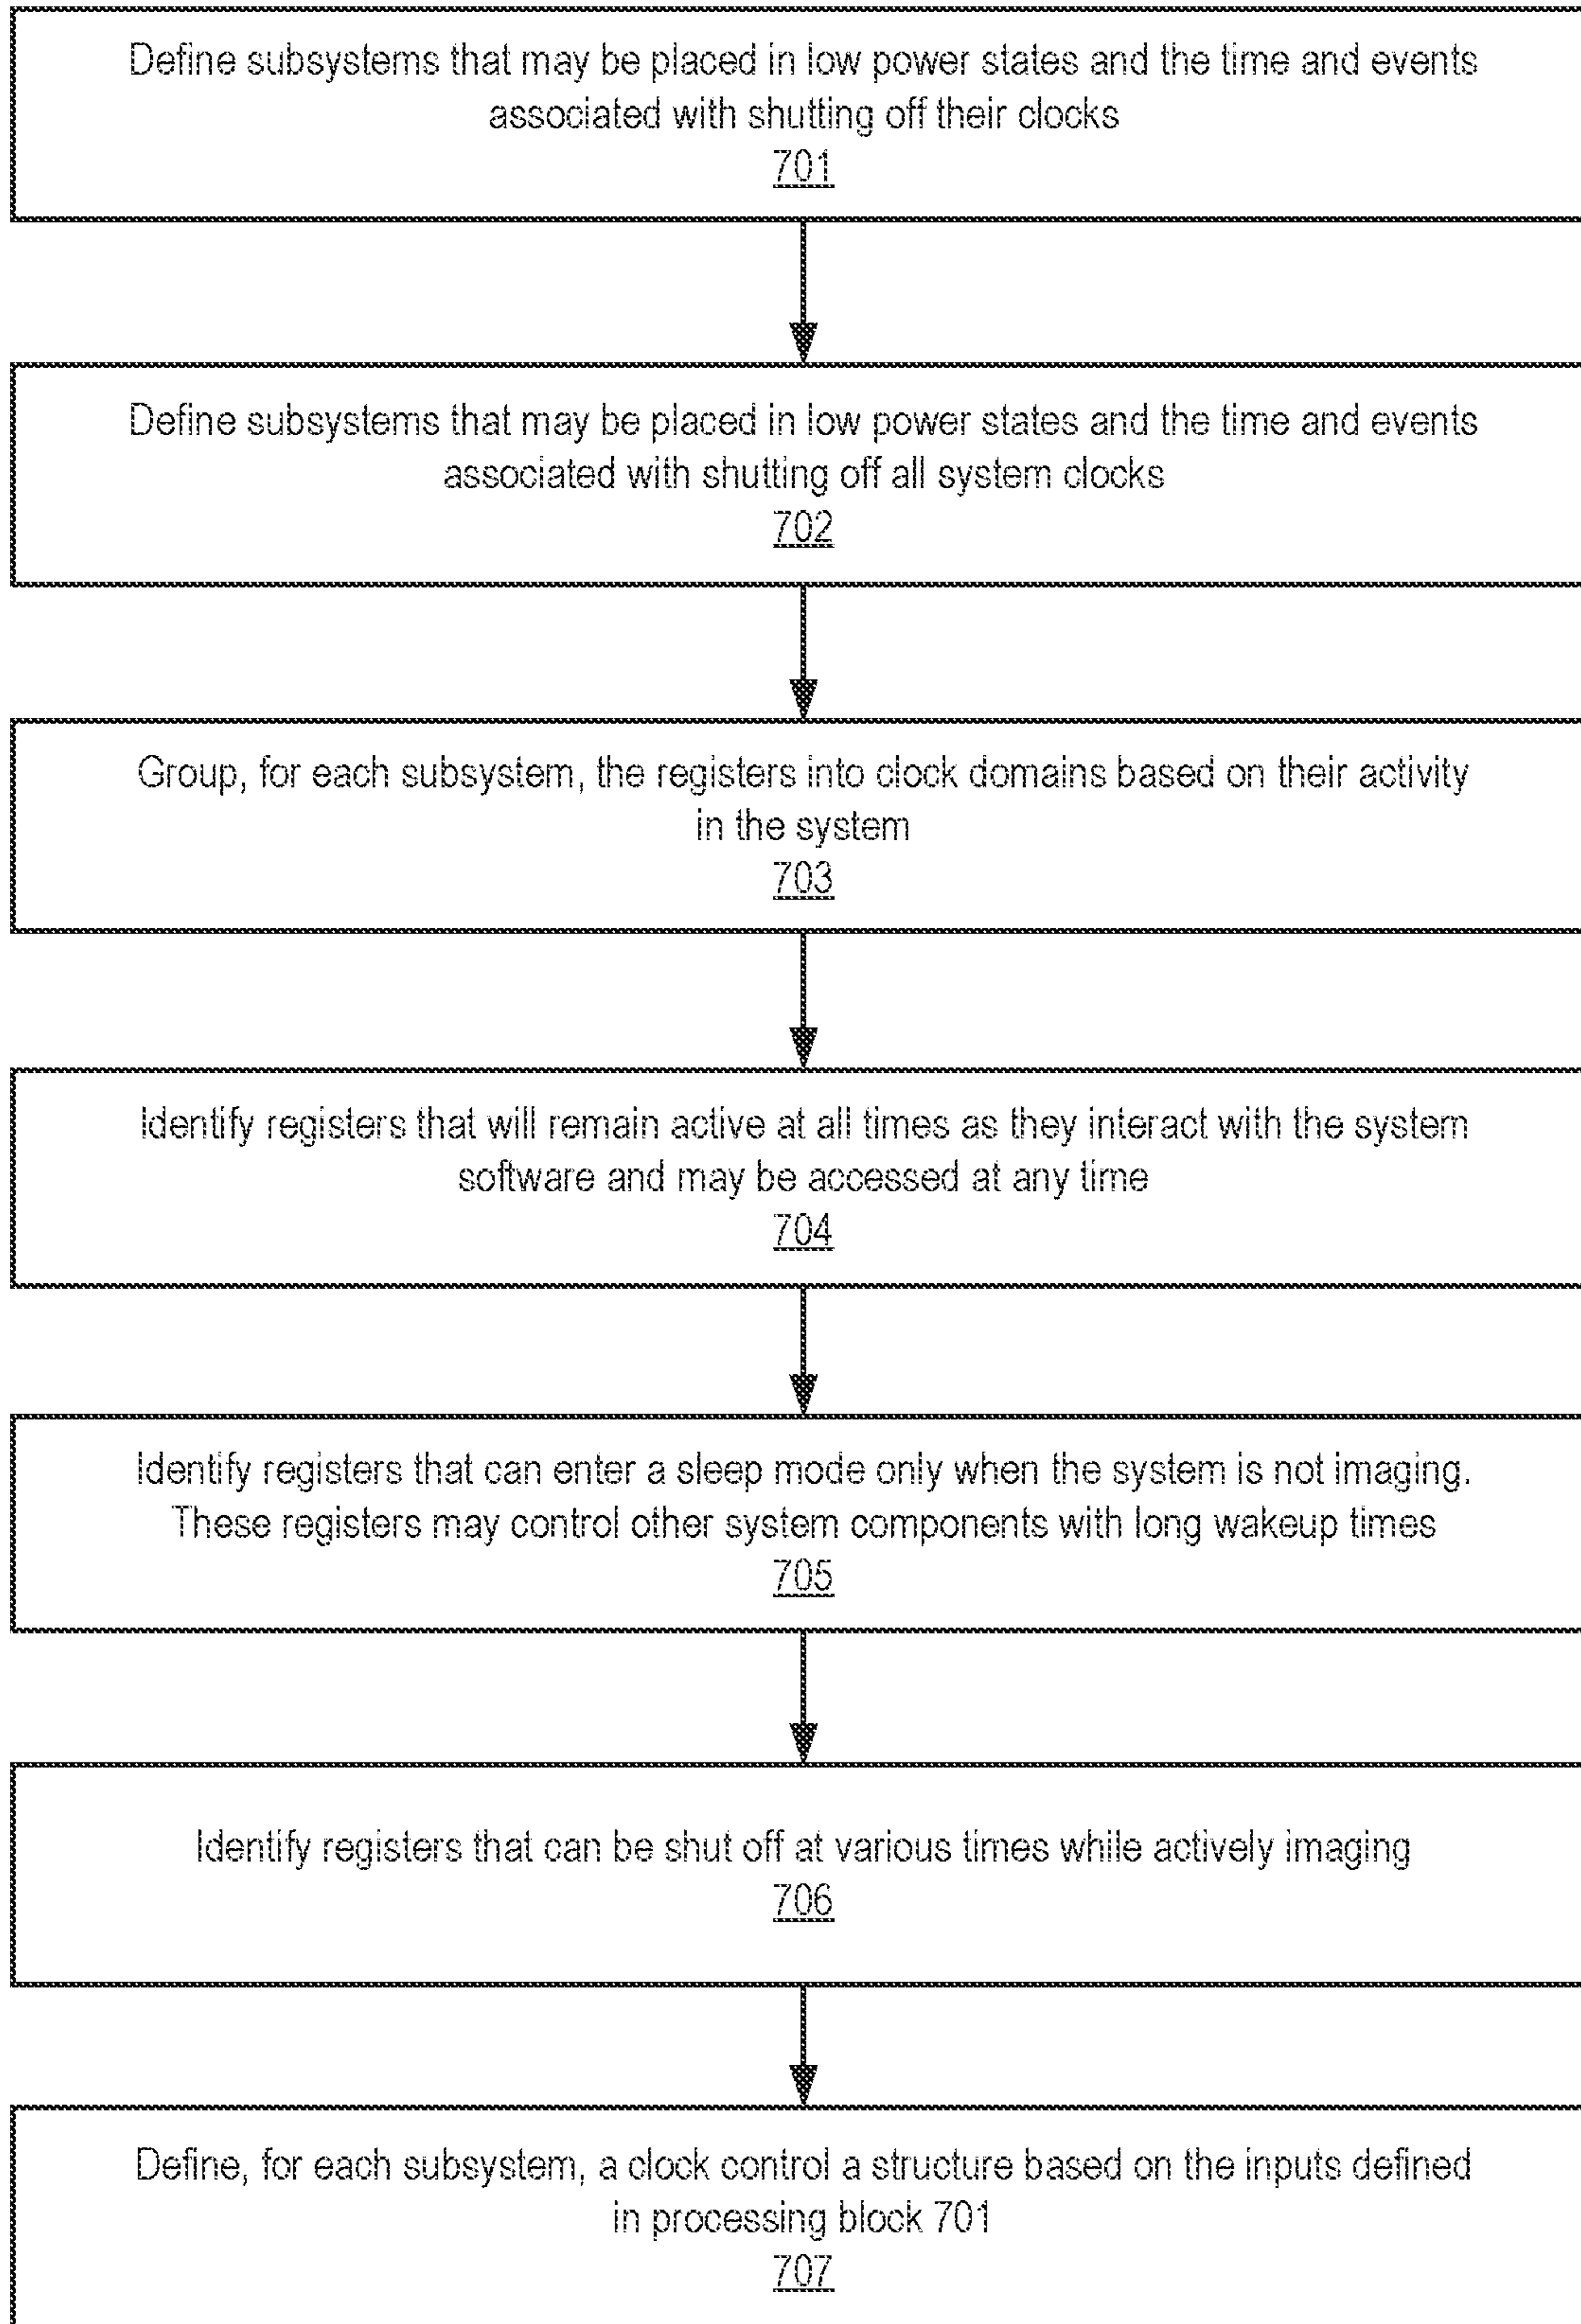 Define subsystems that may be placed in low power states and the time and events
associated with shutting off their clocks
701
Define subsystems that may be placed in low power states and the time and events
associated with shutting off all system clocks
702
Group, for each subsystem, the registers into clock domains based on their activity
in the system
703
Identify registers that will remain active at all times as they interact with the system
software and may be accessed at any time
704
Identify registers that can enter a sleep mode only when the system is not imaging.
These registers may control other system components with long wakeup times
705
Identify registers that can be shut off at various times while actively imaging
706
Define, for each subsystem, a clock control a structure based on the inputs defined
in processing block 701
707